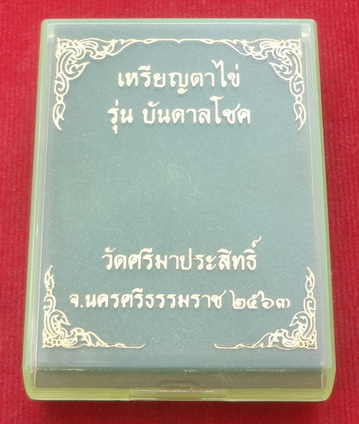 เหรียญตาไข่
รุ่น บันดาลโชค
วัดศรีมาประสิทธิ์
จ.นครศรีธรรมราช ๒๕๖๓